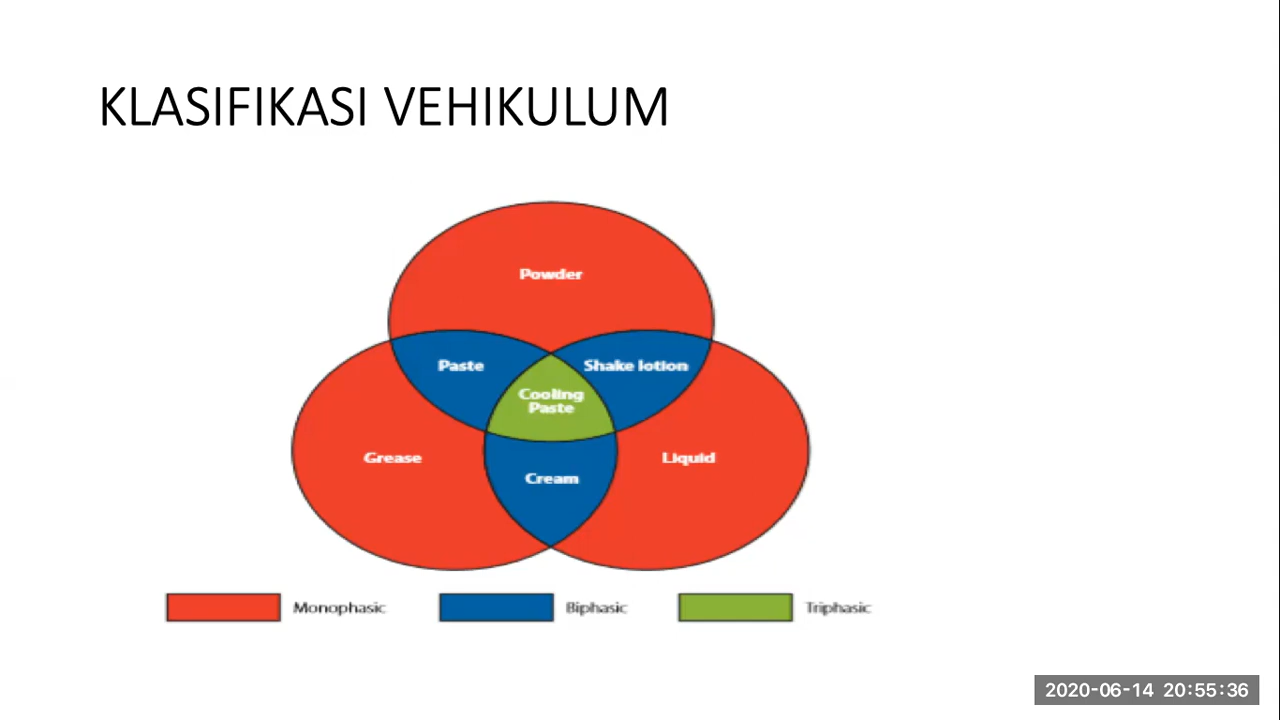 KLASIFIKASI VEHIKULUM
Powder
Paste
Shake lotion
Cooling
Paste
Grease
Liquid
Cream
Monophasic
Biphasic
Triphasic
2020-06-14 20:55:36